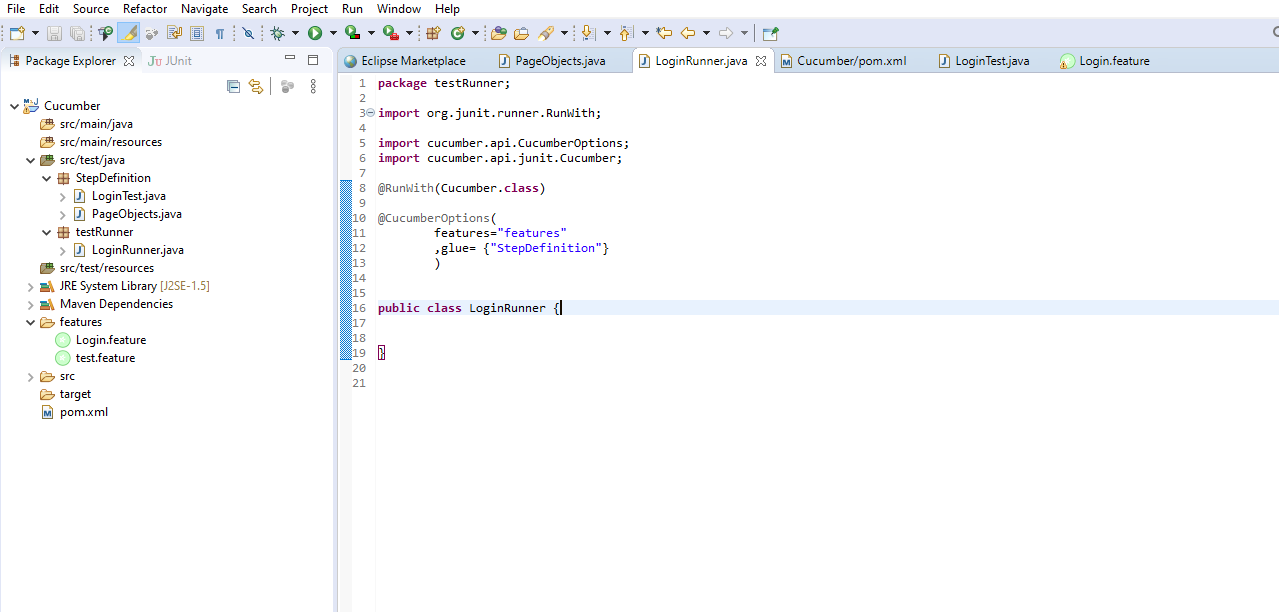 File Edit Source Refactor Navigate Search Project Run Window Help
Package Explorer JUnit
Cucumber
src/main/java
src/main/resources
src/test/java
StepDefinition
LoginTest.java
PageObjects.java
testRunner
LoginRunner.java
src/test/resources
JRE System Library [J2SE-1.5]
Maven Dependencies
features
Login.feature
test.feature
src
target
pom.xml
Eclipse Marketplace PageObjects.java LoginRunner.java Cucumber/pom.xml LoginTest.java Login.feature
1 package testRunner;
2
3 import org.junit.runner.RunWith;
4
5 import cucumber.api.CucumberOptions;
6 import cucumber.api.junit.Cucumber;
7
8 @RunWith(Cucumber.class)
9
10 @CucumberOptions(
11 features="features"
12 ,glue= {"StepDefinition"}
13 )
14
15
16 public class LoginRunner {
17
18
19 }
20
21